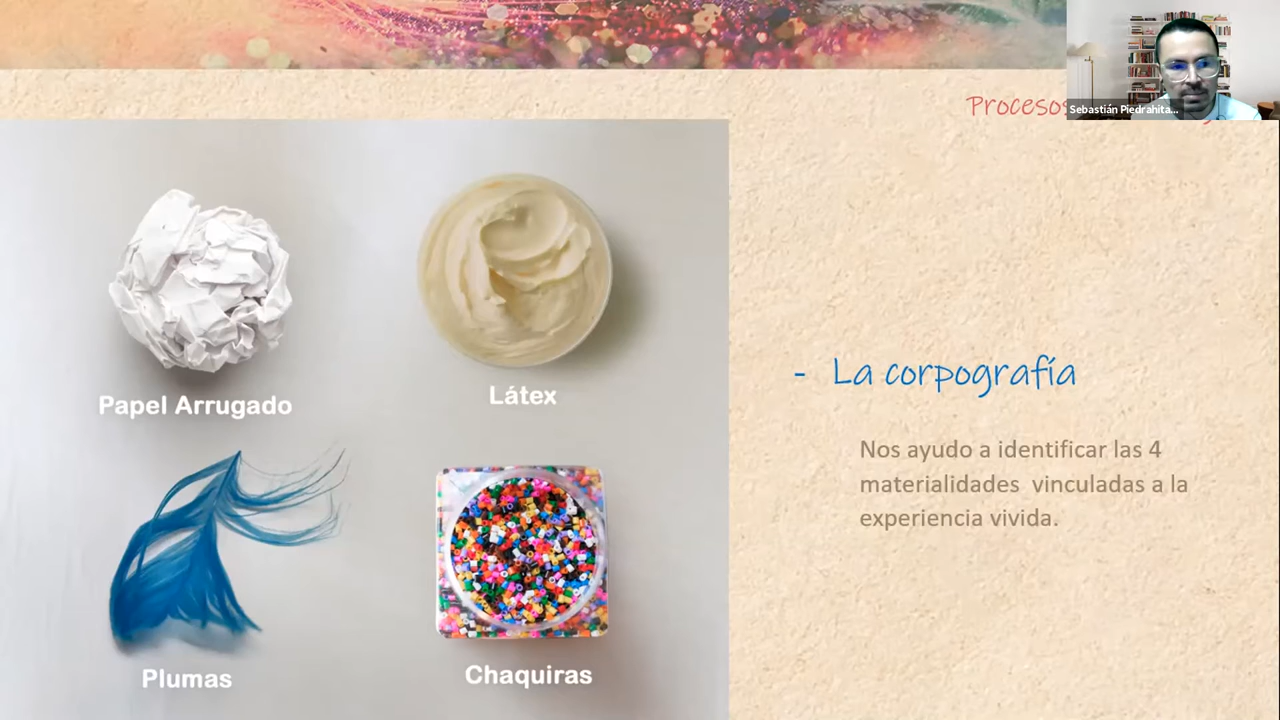 Procesos
Sebastián Piedrahita...
Papel Arrugado
Látex
Plumas
Chaquiras
- La corpografía
Nos ayudo a identificar las 4
materialidades vinculadas a la
experiencia vivida.